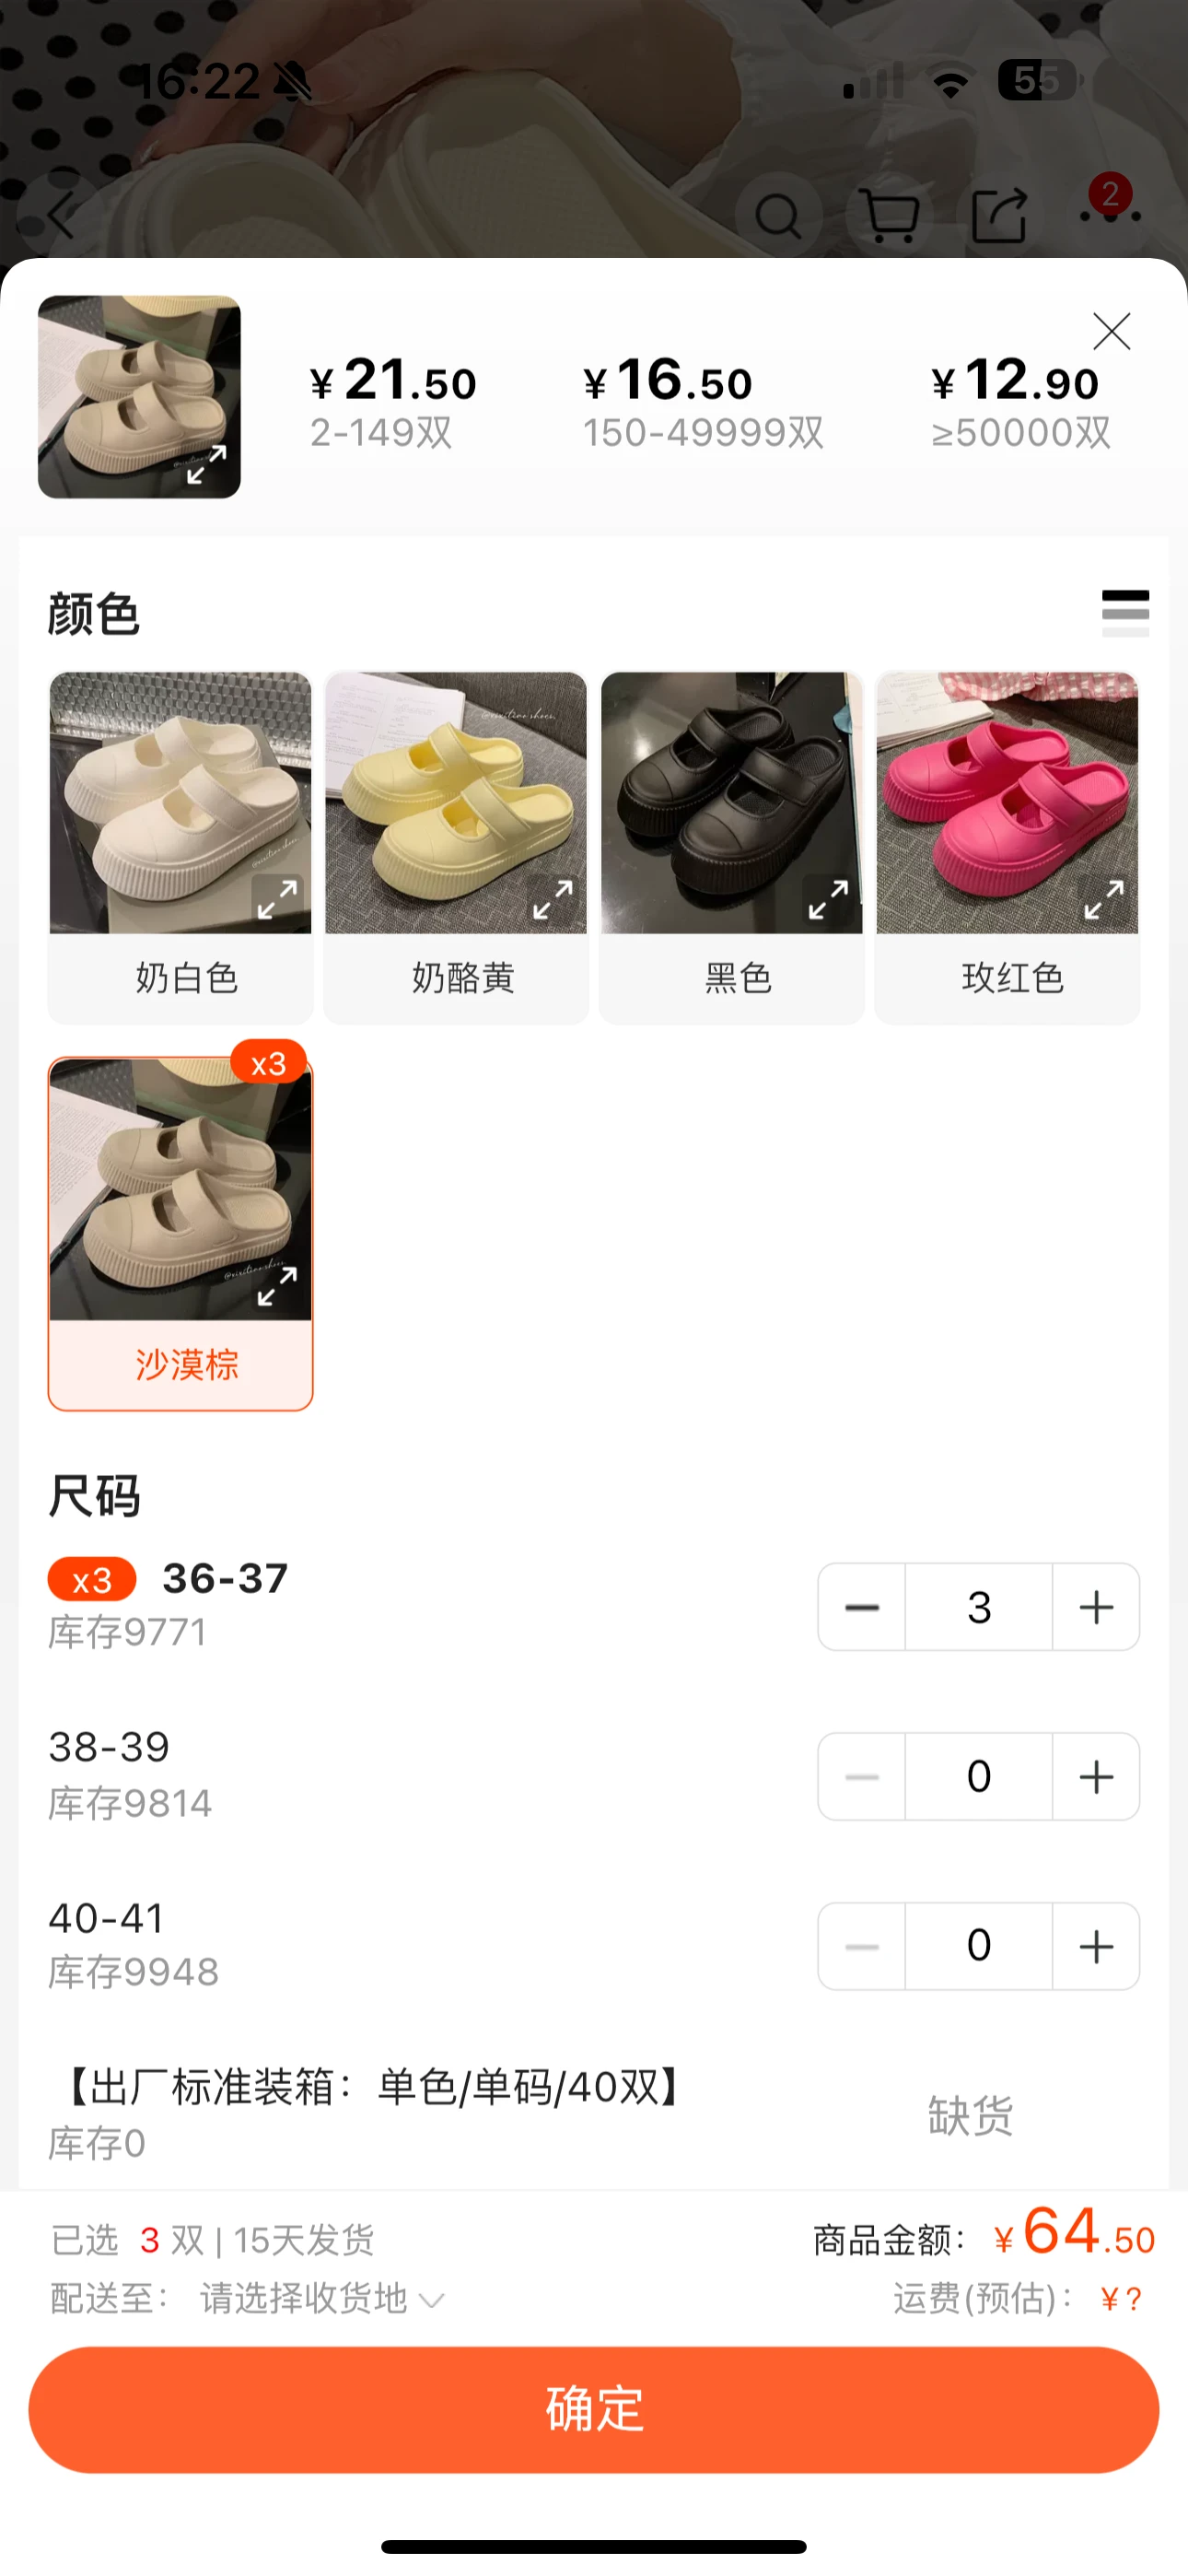 16:22
55
2
¥21.50
2-149双
¥16.50
150-49999双
¥12.90
≥50000双
颜色
奶白色
奶酪黄
黑色
玫红色
x3
沙漠棕
尺码
x3 36-37
库存9771
3
38-39
库存9814
0
40-41
库存9948
0
【出厂标准装箱：单色/单码/40双】
库存0
缺货
已选 3 双 | 15天发货
商品金额：¥64.50
配送至：请选择收货地
运费(预估)：¥?
确定